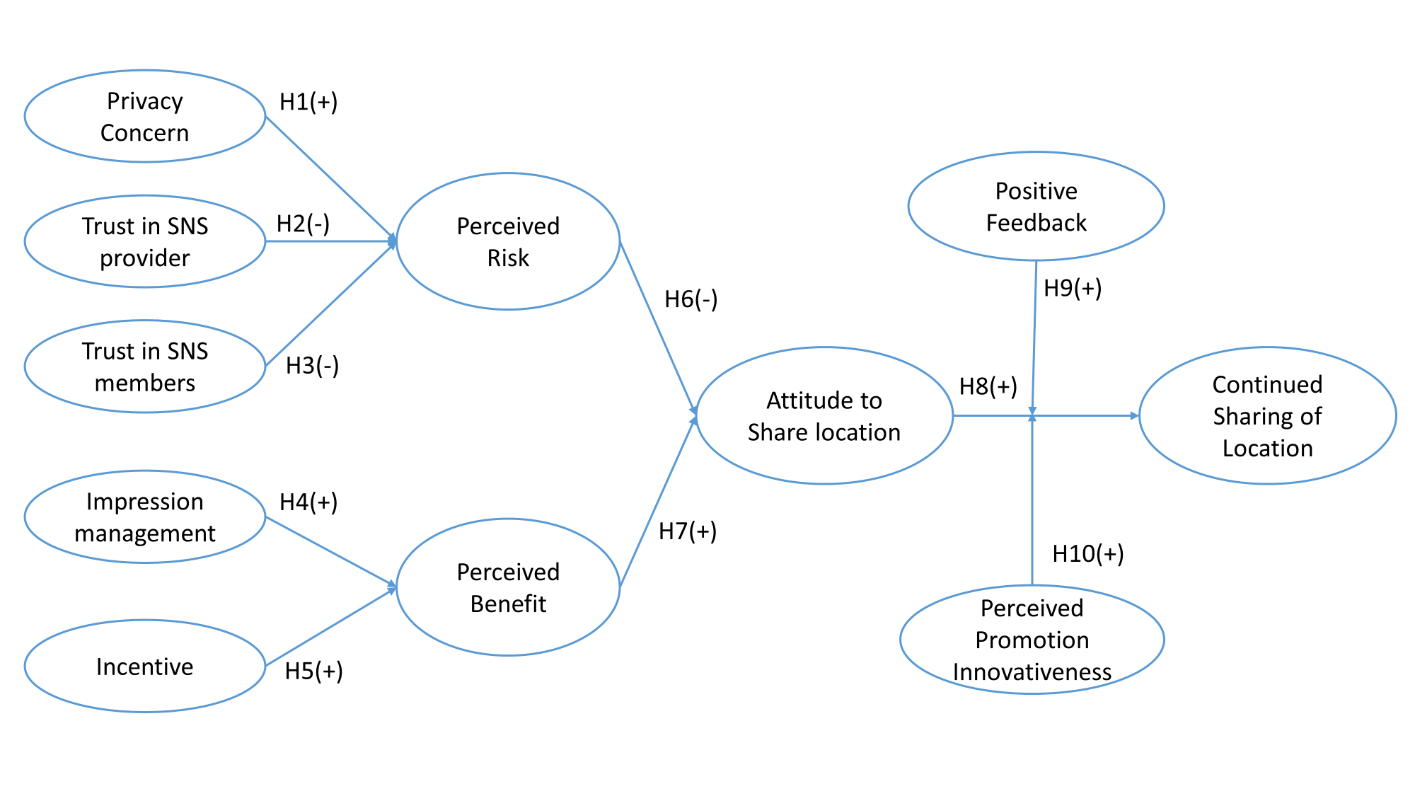 Privacy
Concern
H1(+)
Trust in SNS
provider
H2(-)
Trust in SNS
members
H3(-)
Perceived
Risk
Impression
management
H4(+)
Incentive
H5(+)
Perceived
Benefit
H6(-)
H7(+)
Attitude to
Share location
H8(+)
Positive
Feedback
H9(+)
H10(+)
Perceived
Promotion
Innovativeness
Continued
Sharing of
Location